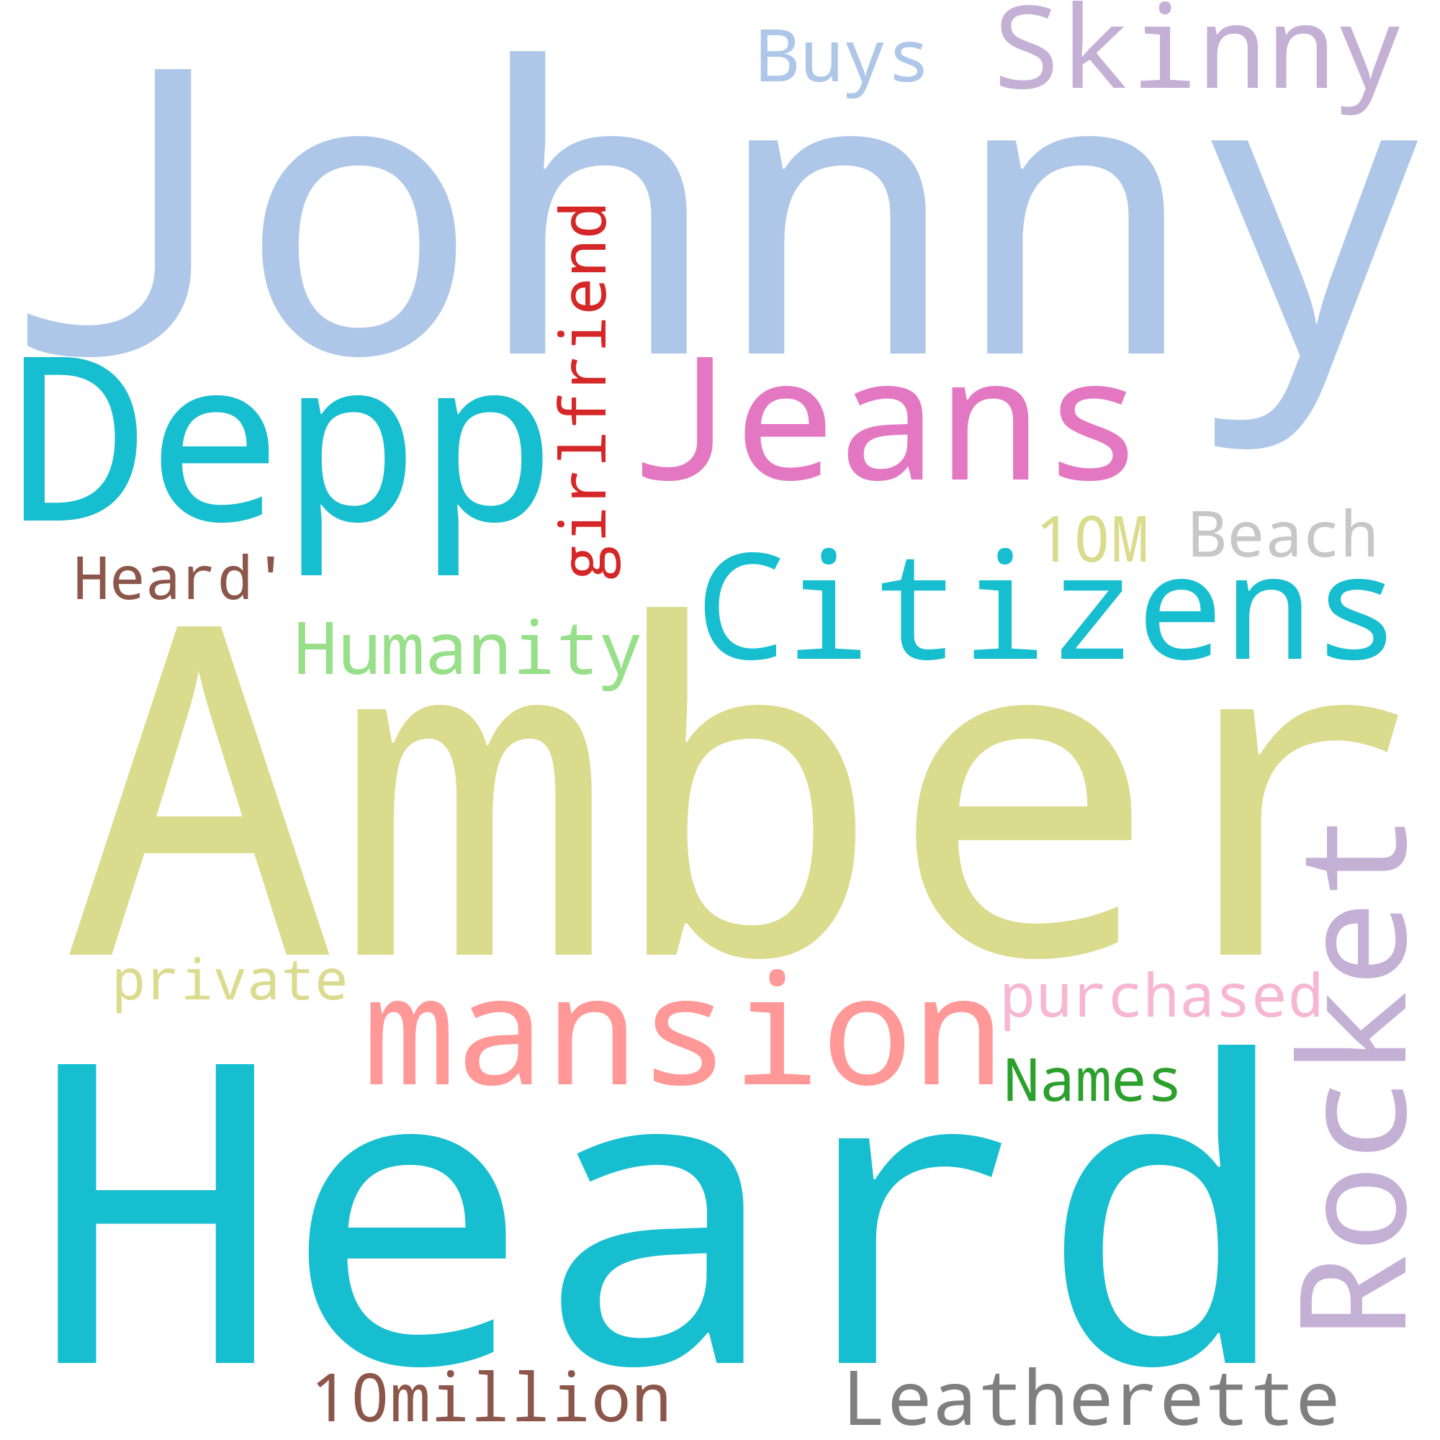 Buys Skinny
Johnny
girlfriend
Depp Jeans
10M Beach
Heard' Citizens
Humanity
Amber
Rocket
private mansion purchased
Names
Heard
10million Leatherette